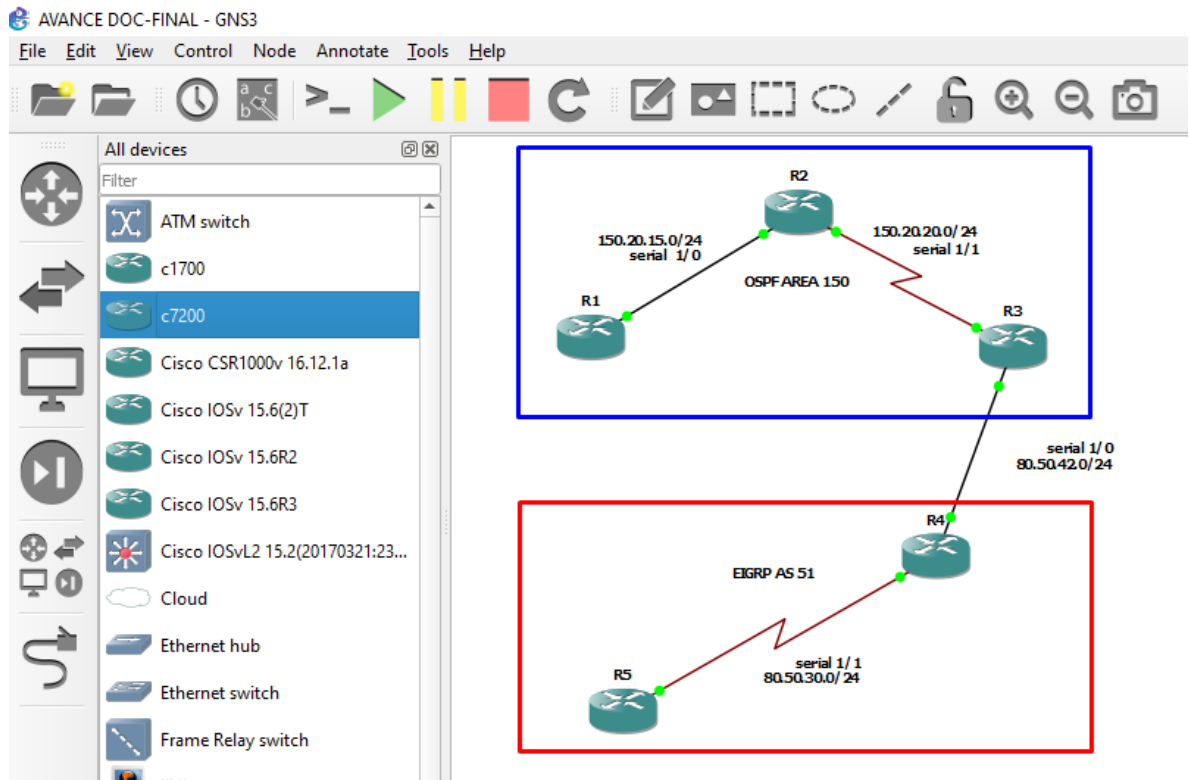 AVANCE DOC-FINAL - GNS3
File Edit View Control Node Annotate Tools Help
All devices
Filter
ATM switch
c1700
c7200
Cisco CSR1000v 16.12.1a
Cisco IOSv 15.6(2)T
Cisco IOSv 15.6R2
Cisco IOSv 15.6R3
Cisco IOSvL2 15.2(20170321:23...
Cloud
Ethernet hub
Ethernet switch
Frame Relay switch
R2
150.20.15.0/24
serial 1/0
150.20.20.0/24
serial 1/1
OSPF AREA 150
R1
R3
serial 1/0
80.50.42.0/24
R4
EIGRP AS 51
serial 1/1
80.50.30.0/24
R5